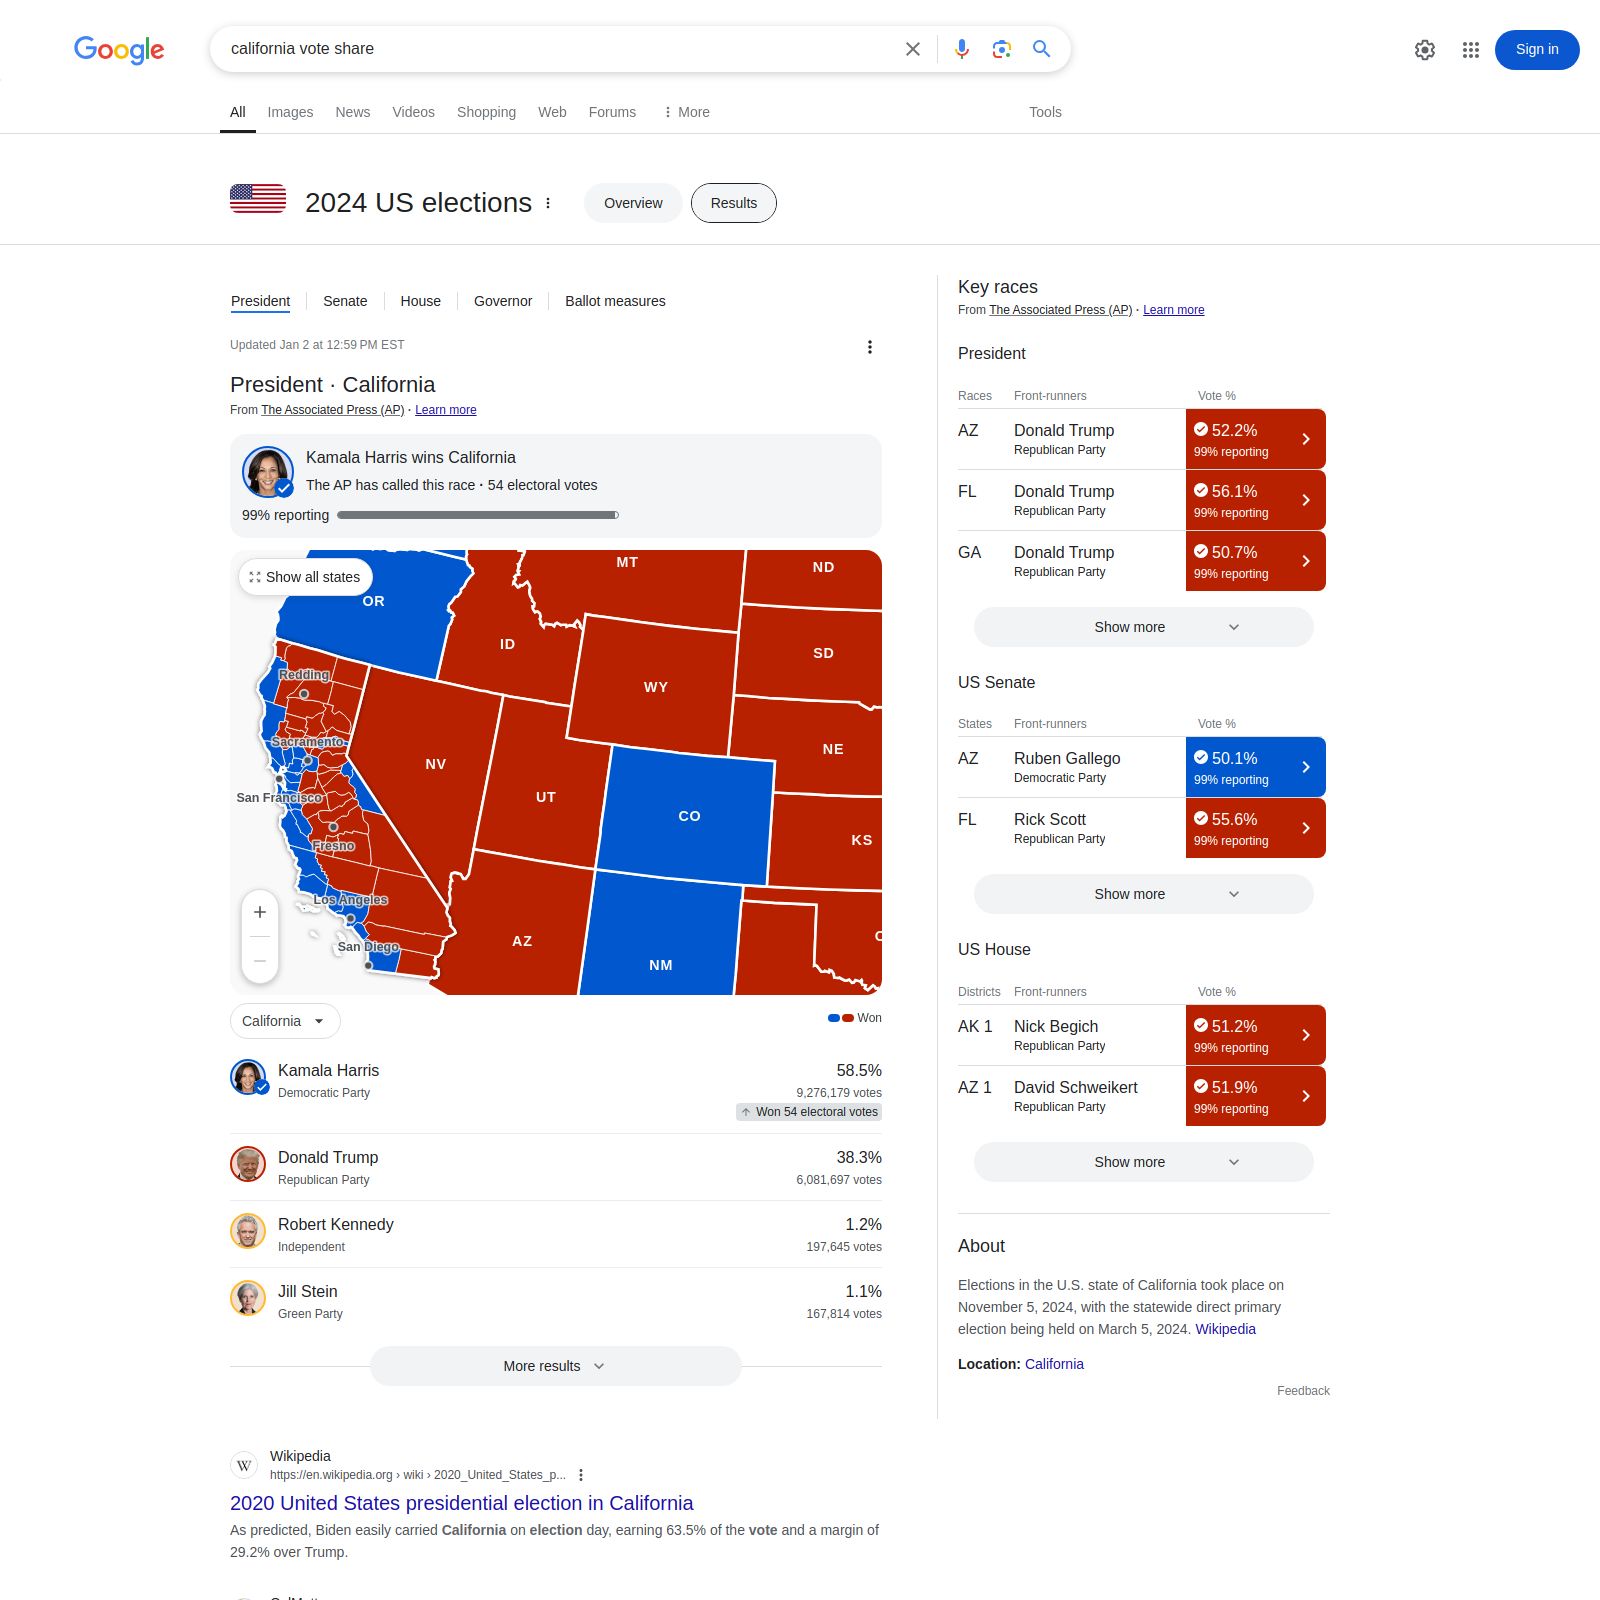 Google
california vote share
Sign in
All
Images
News
Videos
Shopping
Web
Forums
More
Tools
2024 US elections
Overview
Results
President
Senate
House
Governor
Ballot measures
Updated Jan 2 at 12:59 PM EST
President · California
From The Associated Press (AP) · Learn more
Kamala Harris wins California
The AP has called this race · 54 electoral votes
99% reporting
Show all states
OR
MT
ND
ID
SD
WY
NE
NV
UT
CO
KS
AZ
NM
Redding
Sacramento
San Francisco
Fresno
Los Angeles
San Diego
California
Won
Kamala Harris
58.5%
Democratic Party
9,276,179 votes
Won 54 electoral votes
Donald Trump
38.3%
Republican Party
6,081,697 votes
Robert Kennedy
1.2%
Independent
197,645 votes
Jill Stein
1.1%
Green Party
167,814 votes
More results
Key races
From The Associated Press (AP) · Learn more
President
Races Front-runners Vote %
AZ Donald Trump 52.2%
Republican Party 99% reporting
FL Donald Trump 56.1%
Republican Party 99% reporting
GA Donald Trump 50.7%
Republican Party 99% reporting
Show more
US Senate
States Front-runners Vote %
AZ Ruben Gallego 50.1%
Democratic Party 99% reporting
FL Rick Scott 55.6%
Republican Party 99% reporting
Show more
US House
Districts Front-runners Vote %
AK 1 Nick Begich 51.2%
Republican Party 99% reporting
AZ 1 David Schweikert 51.9%
Republican Party 99% reporting
Show more
About
Elections in the U.S. state of California took place on
November 5, 2024, with the statewide direct primary
election being held on March 5, 2024. Wikipedia
Location: California
Feedback
W
Wikipedia
https://en.wikipedia.org › wiki › 2020_United_States_p...
2020 United States presidential election in California
As predicted, Biden easily carried California on election day, earning 63.5% of the vote and a margin of
29.2% over Trump.